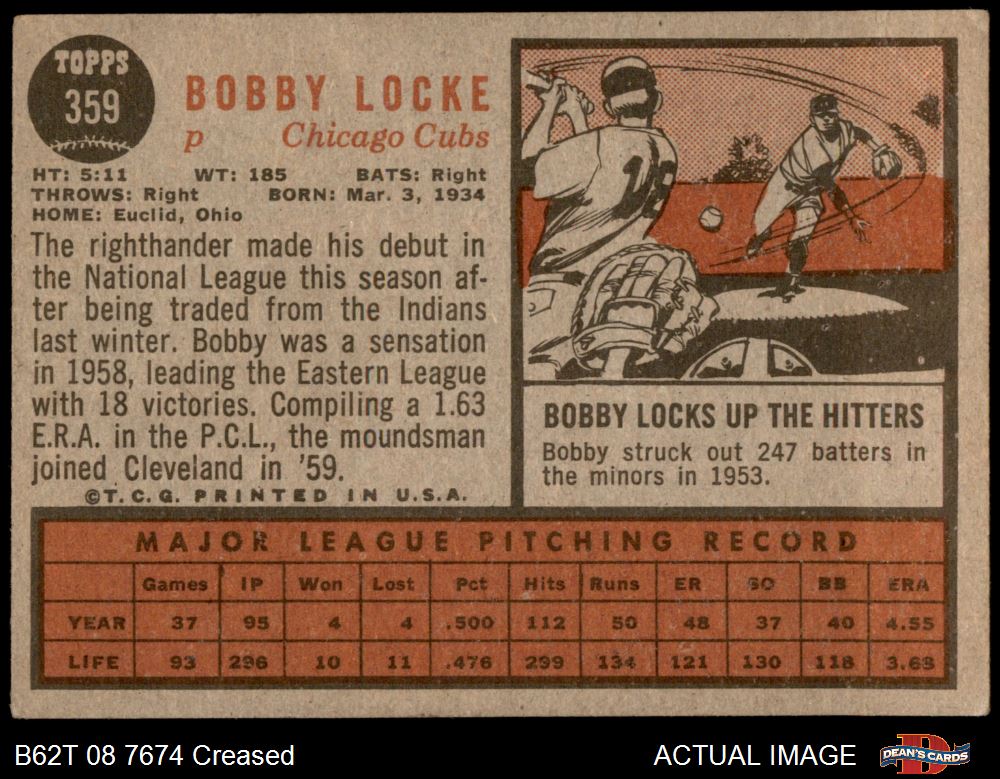 TOPPS
359
BOBBY LOCKE
p Chicago Cubs
HT: 5:11 WT: 185 BATS: Right
THROWS: Right BORN: Mar. 3, 1934
HOME: Euclid, Ohio
The righthander made his debut in
the National League this season af-
ter being traded from the Indians
last winter. Bobby was a sensation
in 1958, leading the Eastern League
with 18 victories. Compiling a 1.63
E.R.A. in the P.C.L., the moundsman
joined Cleveland in '59.
©T.C.G. PRINTED IN U.S.A.
18
BOBBY LOCKS UP THE HITTERS
Bobby struck out 247 batters in
the minors in 1953.
MAJOR LEAGUE PITCHING RECORD
Games IP Won Lost Pct Hits Runs ER SO BB ERA
YEAR 37 95 4 4 .500 112 50 48 37 40 4.55
LIFE 93 296 10 11 .476 299 134 121 130 118 3.68
B62T 08 7674 Creased
ACTUAL IMAGE
DEAN'S CARDS